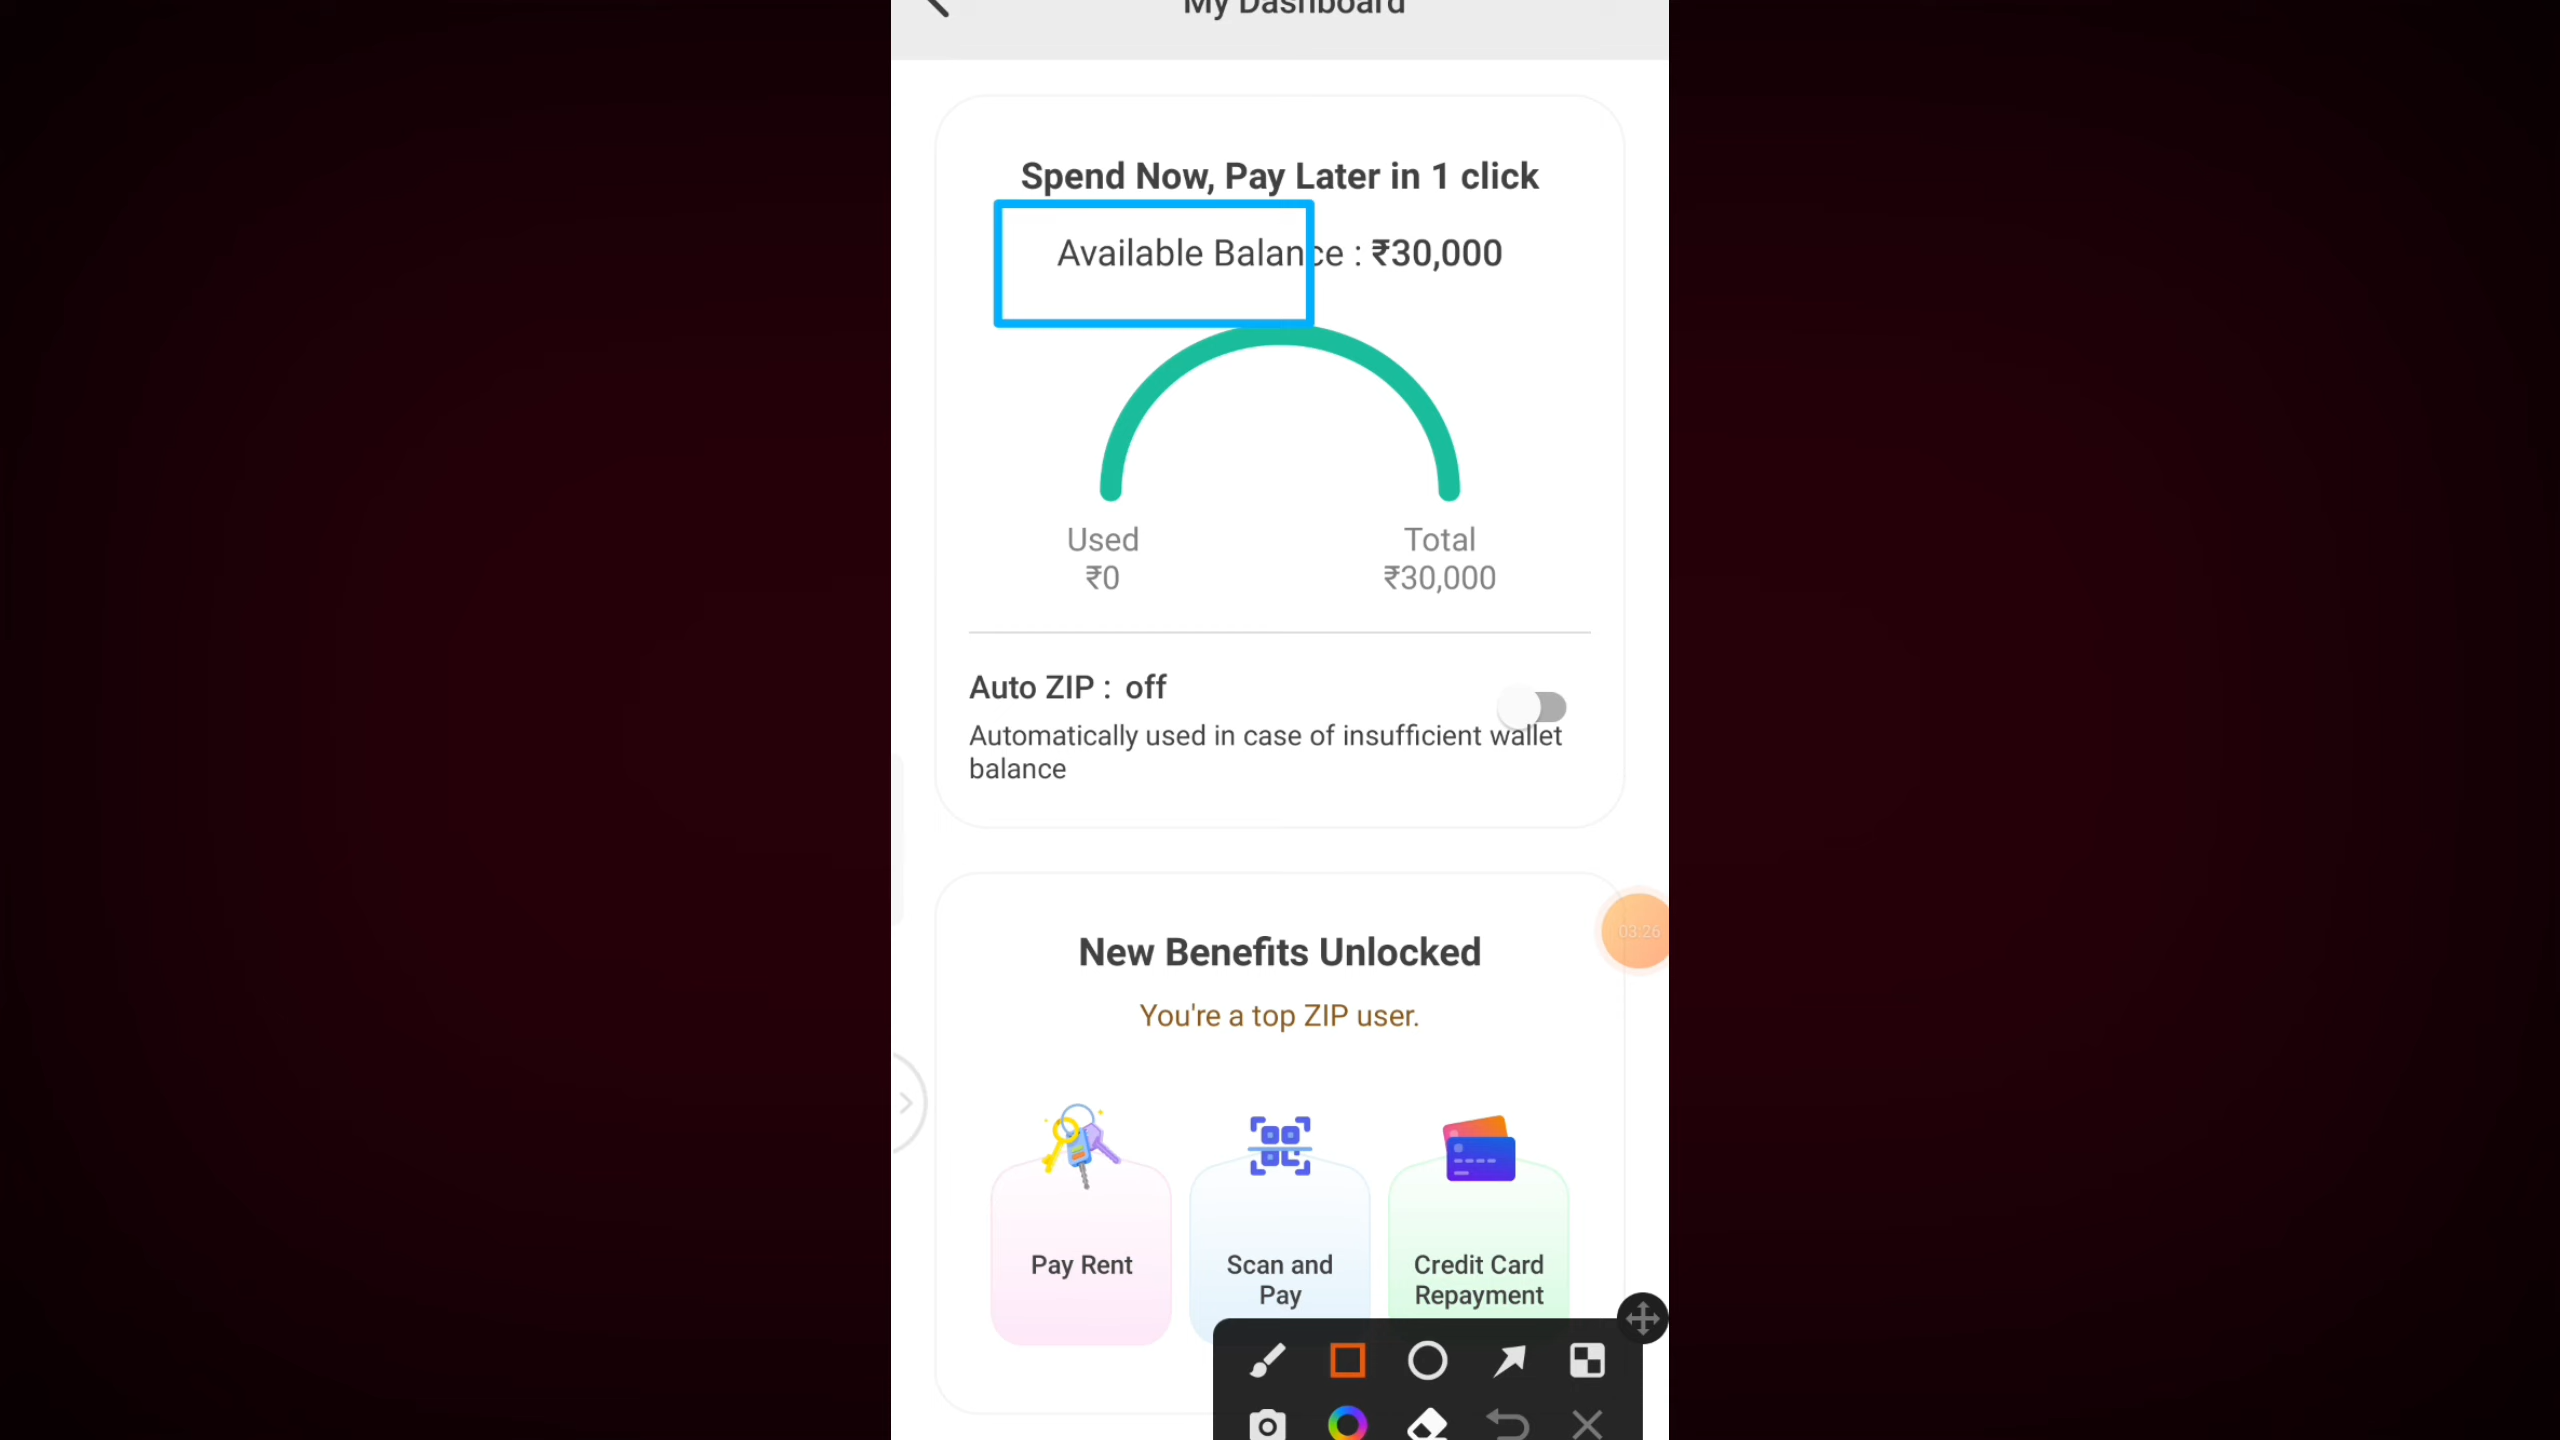 My Dashboard
Spend Now, Pay Later in 1 click
Available Balance : ₹30,000
Used
₹0
Total
₹30,000
Auto ZIP : off
Automatically used in case of insufficient wallet
balance
03:26
New Benefits Unlocked
You're a top ZIP user.
Pay Rent
Scan and
Pay
Credit Card
Repayment